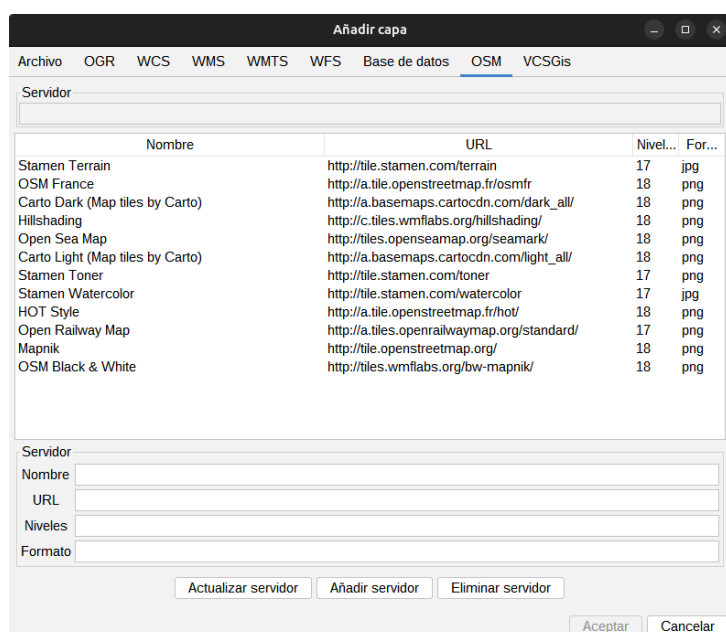 Añadir capa
Archivo OGR WCS WMS WMTS WFS Base de datos OSM VCSGis
Servidor
Nombre URL Nivel... For...
Stamen Terrain http://tile.stamen.com/terrain 17 jpg
OSM France http://a.tile.openstreetmap.fr/osmfr 18 png
Carto Dark (Map tiles by Carto) http://a.basemaps.cartocdn.com/dark_all/ 18 png
Hillshading http://c.tiles.wmflabs.org/hillshading/ 18 png
Open Sea Map http://tiles.openseamap.org/seamark/ 18 png
Carto Light (Map tiles by Carto) http://a.basemaps.cartocdn.com/light_all/ 18 png
Stamen Toner http://tile.stamen.com/toner 17 png
Stamen Watercolor http://tile.stamen.com/watercolor 17 jpg
HOT Style http://a.tile.openstreetmap.fr/hot/ 18 png
Open Railway Map http://a.tiles.openrailwaymap.org/standard/ 17 png
Mapnik http://tile.openstreetmap.org/ 18 png
OSM Black & White http://tiles.wmflabs.org/bw-mapnik/ 18 png
Servidor
Nombre
URL
Niveles
Formato
Actualizar servidor Añadir servidor Eliminar servidor
Aceptar Cancelar